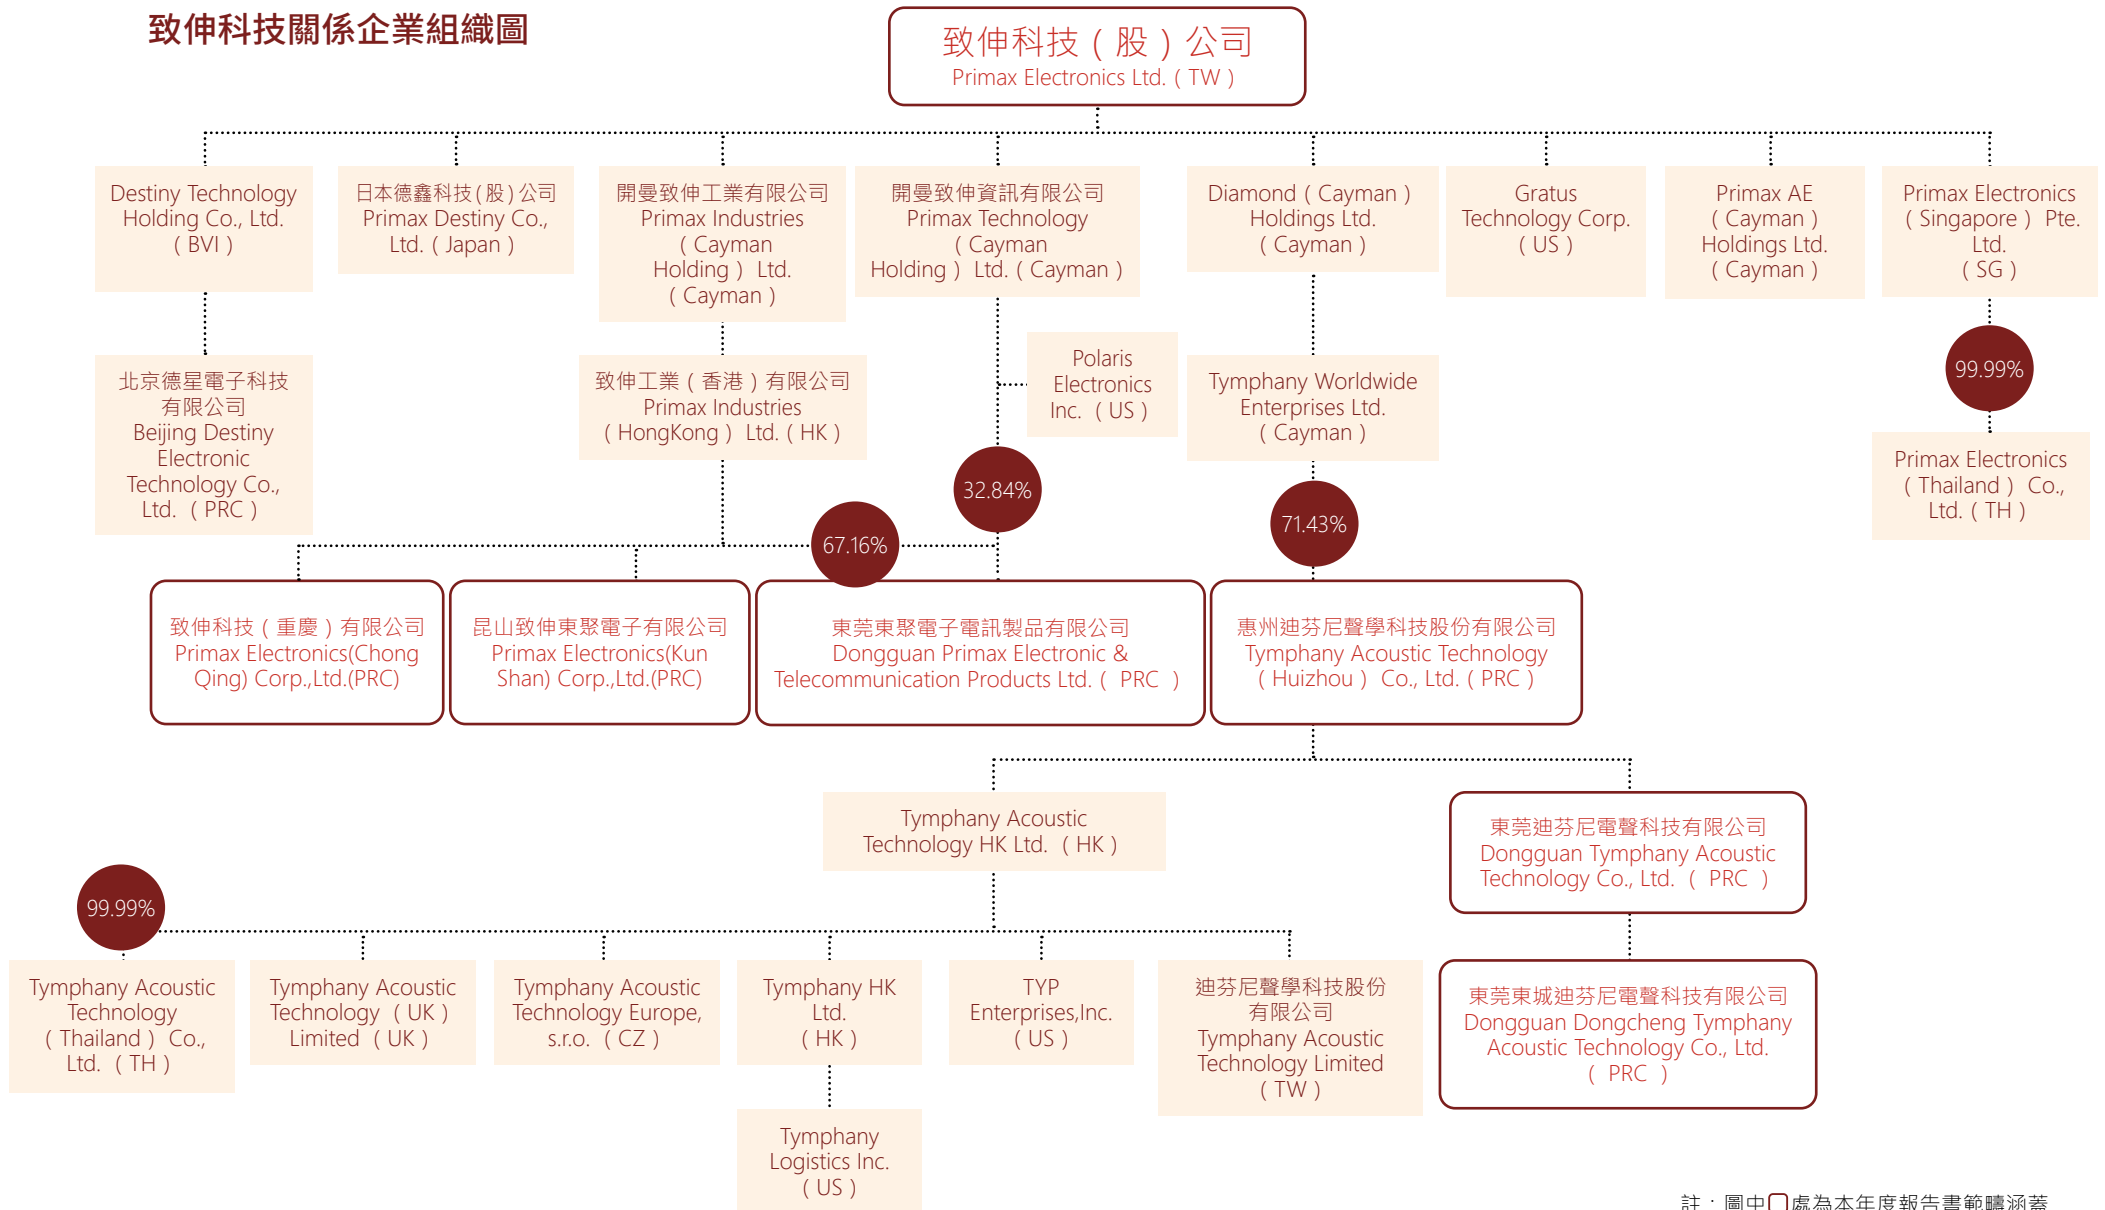 致伸科技關係企業組織圖
致伸科技（股）公司
Primax Electronics Ltd.（TW）
Destiny Technology
Holding Co., Ltd.
（BVI）
日本德鑫科技(股)公司
Primax Destiny Co.,
Ltd.（Japan）
開曼致伸工業有限公司
Primax Industries
（Cayman
Holding） Ltd.
（Cayman）
開曼致伸資訊有限公司
Primax Technology
（Cayman
Holding） Ltd.（Cayman）
Diamond（Cayman）
Holdings Ltd.
（Cayman）
Gratus
Technology Corp.
（US）
Primax AE
（Cayman）
Holdings Ltd.
（Cayman）
Primax Electronics
（Singapore） Pte.
Ltd.
（SG）
北京德星電子科技
有限公司
Beijing Destiny
Electronic
Technology Co.,
Ltd. （PRC）
致伸工業（香港）有限公司
Primax Industries
（HongKong） Ltd.（HK）
Polaris
Electronics
Inc. （US）
Tymphany Worldwide
Enterprises Ltd.
（Cayman）
99.99%
Primax Electronics
（Thailand） Co.,
Ltd.（TH）
32.84%
67.16%
71.43%
致伸科技（重慶）有限公司
Primax Electronics(Chong
Qing) Corp.,Ltd.(PRC)
昆山致伸東聚電子有限公司
Primax Electronics(Kun
Shan) Corp.,Ltd.(PRC)
東莞東聚電子電訊製品有限公司
Dongguan Primax Electronic &
Telecommunication Products Ltd.（ PRC ）
惠州迪芬尼聲學科技股份有限公司
Tymphany Acoustic Technology
（Huizhou） Co., Ltd.（PRC）
Tymphany Acoustic
Technology HK Ltd. （HK）
東莞迪芬尼電聲科技有限公司
Dongguan Tymphany Acoustic
Technology Co., Ltd. （ PRC ）
99.99%
Tymphany Acoustic
Technology
（Thailand） Co.,
Ltd. （TH）
Tymphany Acoustic
Technology （UK）
Limited （UK）
Tymphany Acoustic
Technology Europe,
s.r.o. （CZ）
Tymphany HK
Ltd.
（HK）
TYP
Enterprises,Inc.
（US）
迪芬尼聲學科技股份
有限公司
Tymphany Acoustic
Technology Limited
（TW）
東莞東城迪芬尼電聲科技有限公司
Dongguan Dongcheng Tymphany
Acoustic Technology Co., Ltd.
（ PRC ）
Tymphany
Logistics Inc.
（US）
註：圖中▢處為本年度報告書範疇涵蓋